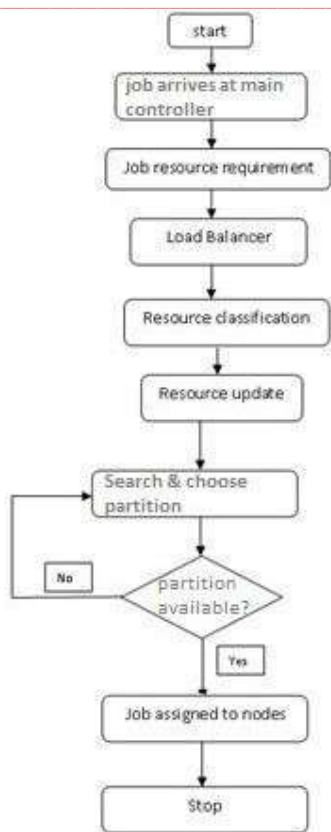 start
job arrives at main
controller
Job resource requirement
Load Balancer
Resource classification
Resource update
Search & choose
partition
No
partition
available?
Yes
Job assigned to nodes
Stop